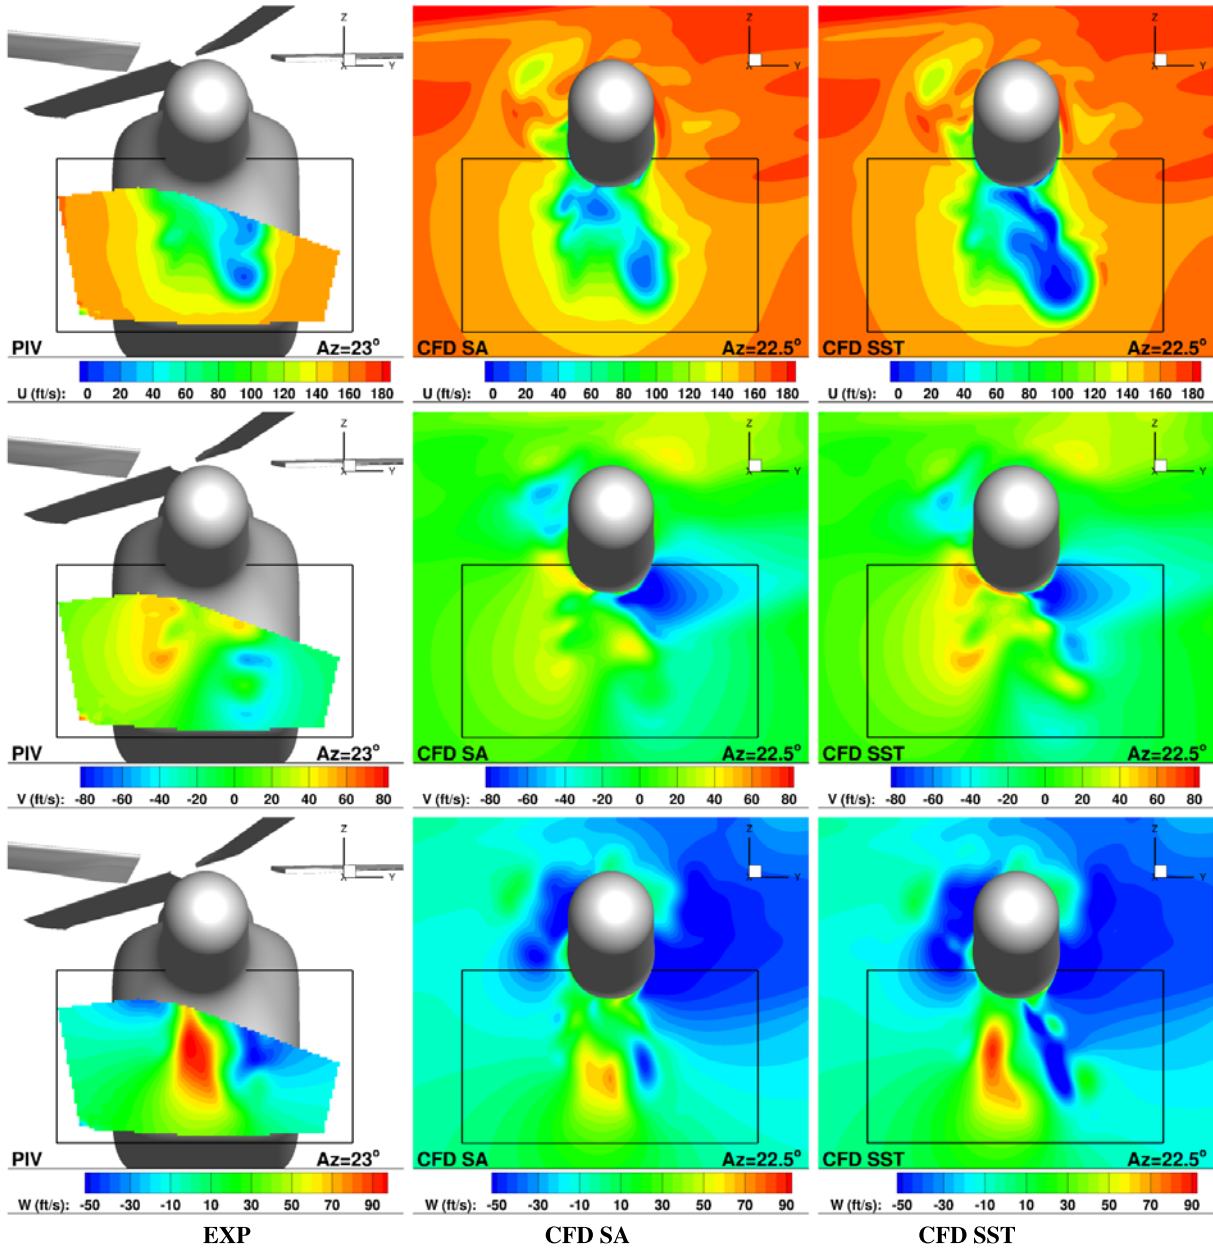 Z
X Y
Z
X Y
Z
X Y
PIV Az=23°
CFD SA Az=22.5°
CFD SST Az=22.5°
U (ft/s): 0 20 40 60 80 100 120 140 160 180
U (ft/s): 0 20 40 60 80 100 120 140 160 180
U (ft/s): 0 20 40 60 80 100 120 140 160 180
Z
X Y
Z
X Y
Z
X Y
PIV Az=23°
CFD SA Az=22.5°
CFD SST Az=22.5°
V (ft/s): -80 -60 -40 -20 0 20 40 60 80
V (ft/s): -80 -60 -40 -20 0 20 40 60 80
V (ft/s): -80 -60 -40 -20 0 20 40 60 80
Z
X Y
Z
X Y
Z
X Y
PIV Az=23°
CFD SA Az=22.5°
CFD SST Az=22.5°
W (ft/s): -50 -30 -10 10 30 50 70 90
W (ft/s): -50 -30 -10 10 30 50 70 90
W (ft/s): -50 -30 -10 10 30 50 70 90
EXP CFD SA CFD SST